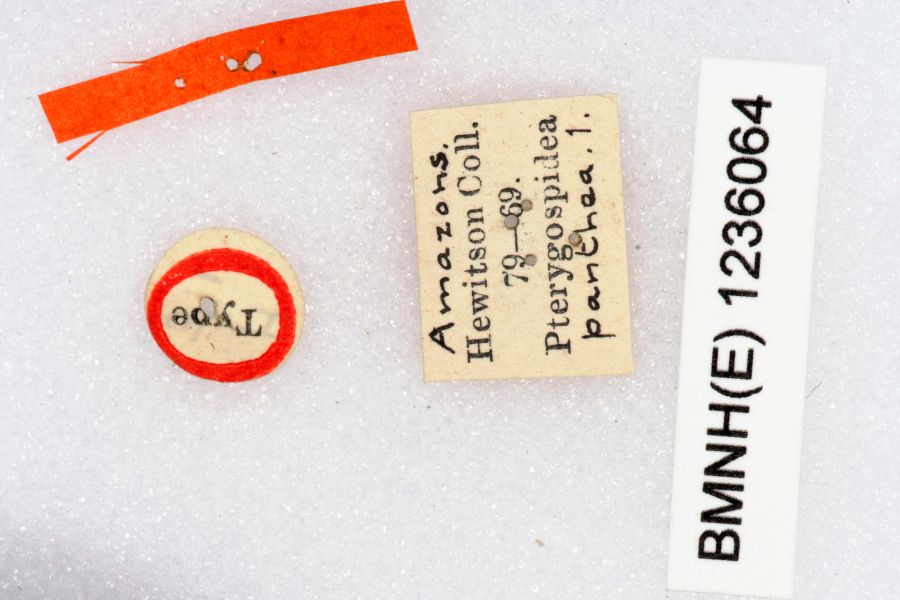 Type
Amazons.
Hewitson Coll.
79—69.
Pterygospidea
panthea. 1.
BMNH(E) 1236064